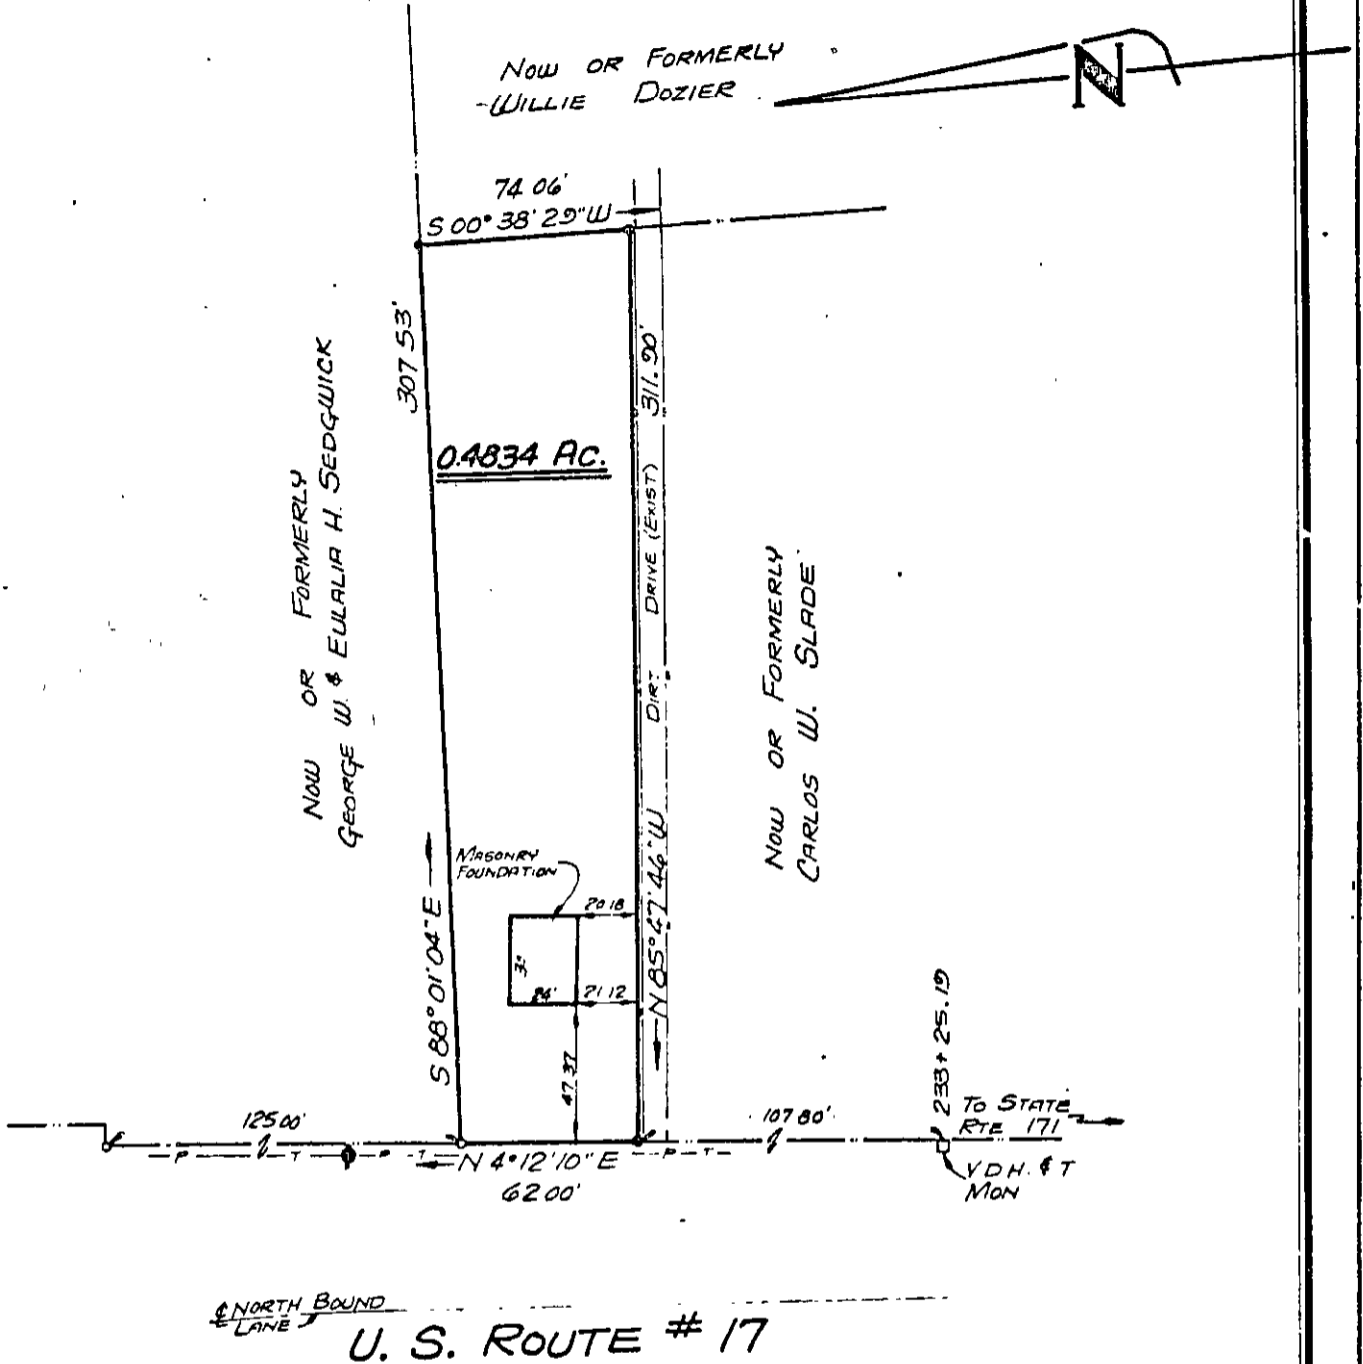 NOW OR FORMERLY
WILLIE DOZIER
N
74.06'
S 00° 38' 29" W
307.53'
311.90'
0.4834 AC.
NOW OR FORMERLY
GEORGE W. & EULALIA H. SEDGWICK
DIRT DRIVE (EXIST)
NOW OR FORMERLY
CARLOS W. SLADE
S 88° 01' 04" E
N 85° 47' 46" W
MASONRY
FOUNDATION
20.18
24'
21.12
47.37
233+25.19
125.00'
107.80'
TO STATE
RTE 171
P T P T P T
N 4° 12' 10" E
62.00'
V.D.H. & T
MON
℄ NORTH BOUND
LANE
U. S. ROUTE # 17